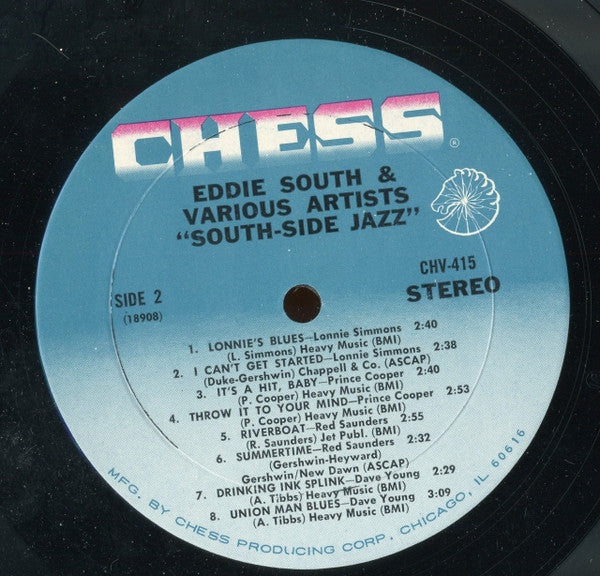 CHESS®
EDDIE SOUTH &
VARIOUS ARTISTS
"SOUTH-SIDE JAZZ"
CHV-415
SIDE 2
STEREO
(18908)
1. LONNIE'S BLUES—Lonnie Simmons 2:40
(L. Simmons) Heavy Music (BMI)
2. I CAN'T GET STARTED—Lonnie Simmons 2:38
(Duke-Gershwin) Chappell & Co. (ASCAP)
3. IT'S A HIT, BABY—Prince Cooper 2:40
(P. Cooper) Heavy Music (BMI)
4. THROW IT TO YOUR MIND—Prince Cooper 2:53
(P. Cooper) Heavy Music (BMI)
5. RIVERBOAT—Red Saunders 2:55
(R. Saunders) Jet Publ. (BMI)
6. SUMMERTIME—Red Saunders 2:32
(Gershwin-Heyward)
Gershwin/New Dawn (ASCAP)
7. DRINKING INK SPLINK—Dave Young 2:29
(A. Tibbs) Heavy Music (BMI)
8. UNION MAN BLUES—Dave Young 3:09
(A. Tibbs) Heavy Music (BMI)
MFG. BY CHESS PRODUCING CORP., CHICAGO, IL 60616